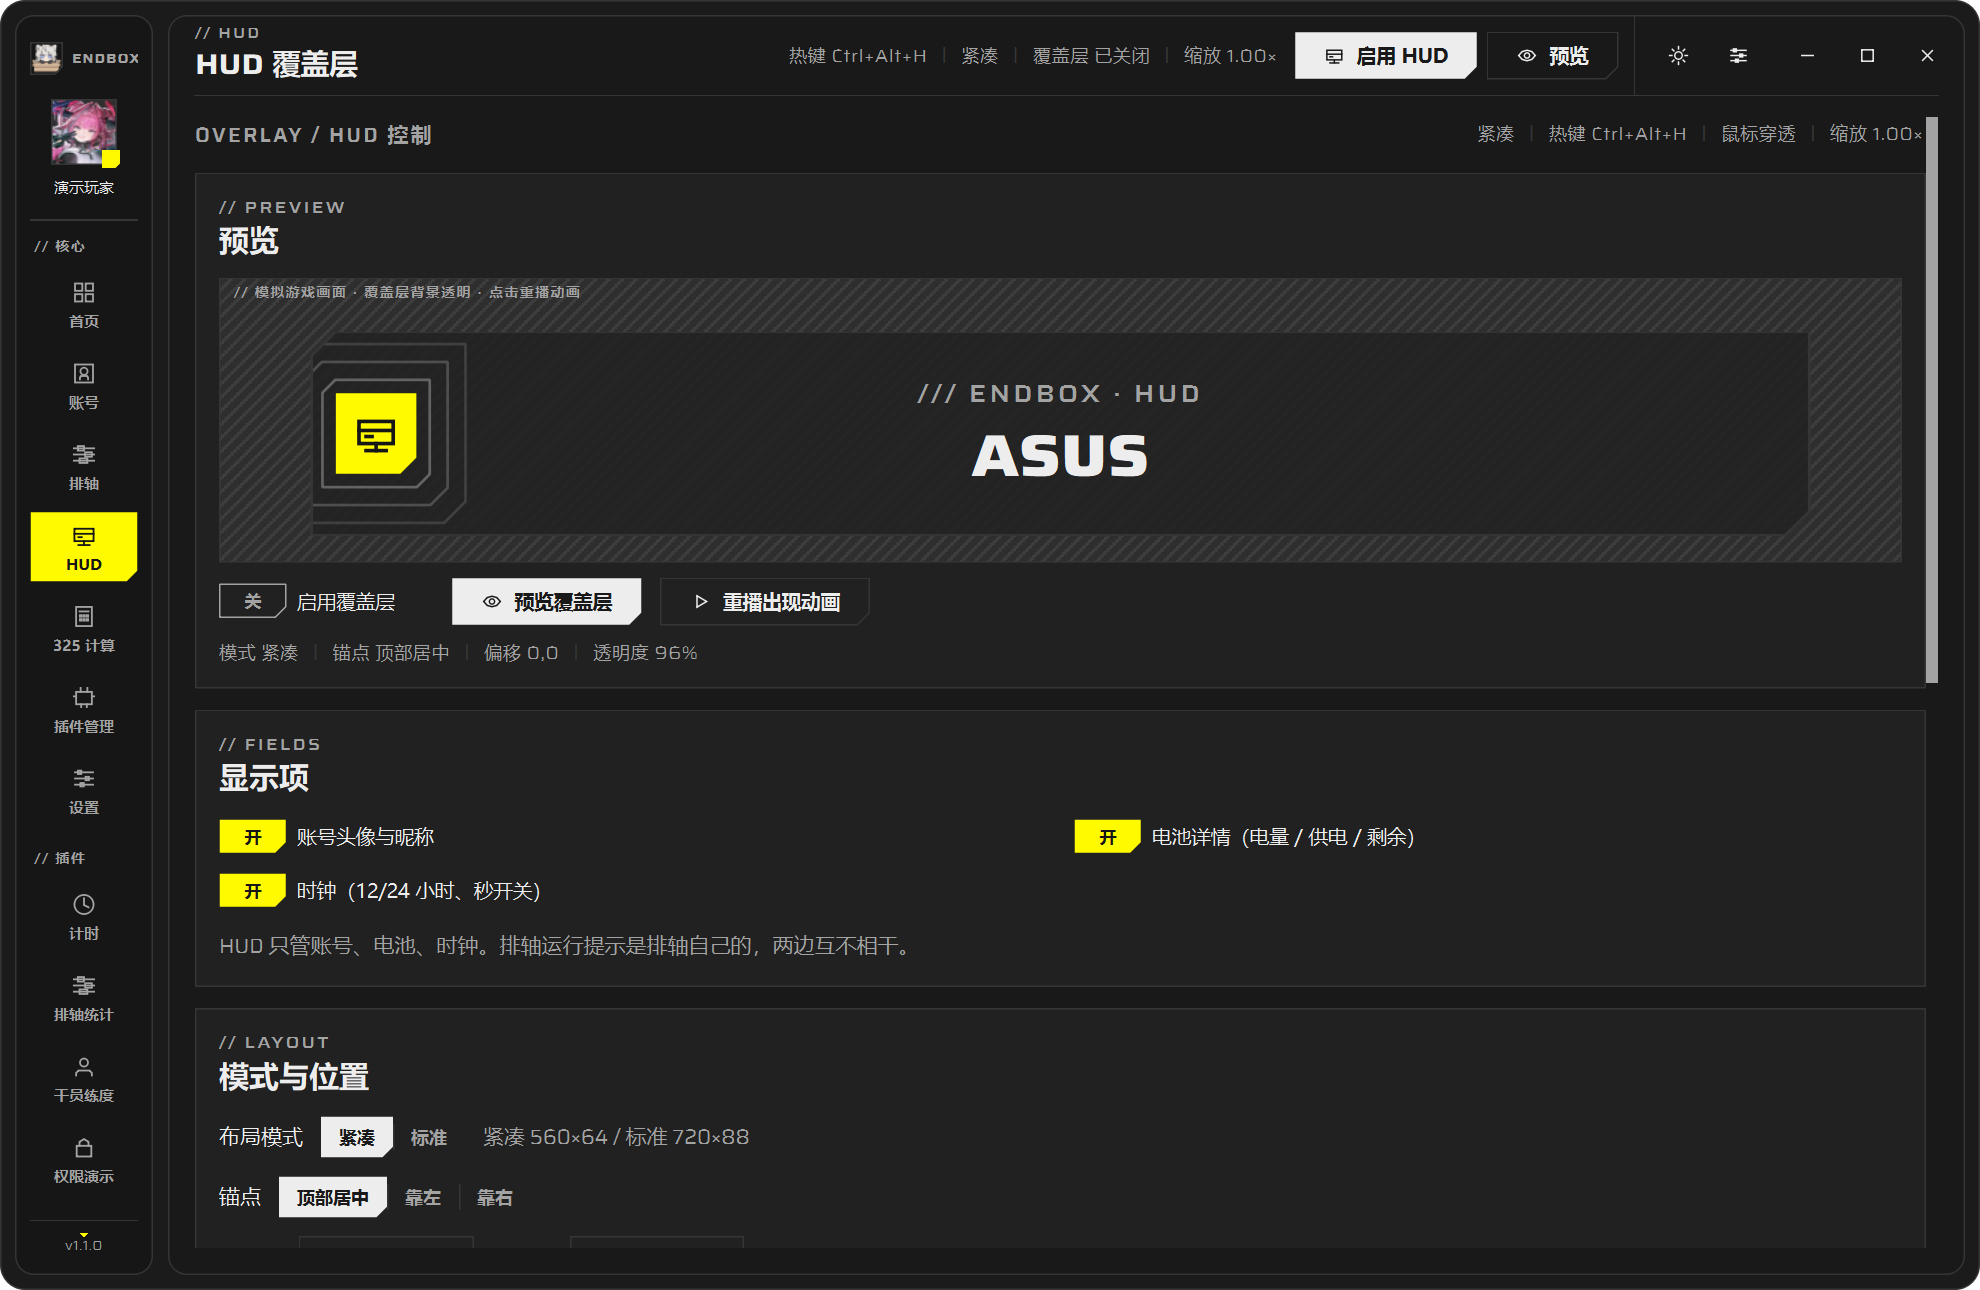 ENDBOX
演示玩家
// 核心
首页
账号
排轴
HUD
325 计算
插件管理
设置
// 插件
计时
排轴统计
干员练度
权限演示
v1.1.0
// HUD
HUD 覆盖层
热键 Ctrl+Alt+H
紧凑
覆盖层 已关闭
缩放 1.00×
启用 HUD
预览
OVERLAY / HUD 控制
紧凑
热键 Ctrl+Alt+H
鼠标穿透
缩放 1.00×
// PREVIEW
预览
// 模拟游戏画面 · 覆盖层背景透明 · 点击重播动画
/// ENDBOX · HUD
ASUS
关 启用覆盖层
预览覆盖层
重播出现动画
模式 紧凑
锚点 顶部居中
偏移 0,0
透明度 96%
// FIELDS
显示项
开 账号头像与昵称
开 电池详情（电量 / 供电 / 剩余）
开 时钟（12/24 小时、秒开关）
HUD 只管账号、电池、时钟。排轴运行提示是排轴自己的，两边互不相干。
// LAYOUT
模式与位置
布局模式 紧凑 标准 紧凑 560×64 / 标准 720×88
锚点 顶部居中 靠左 靠右